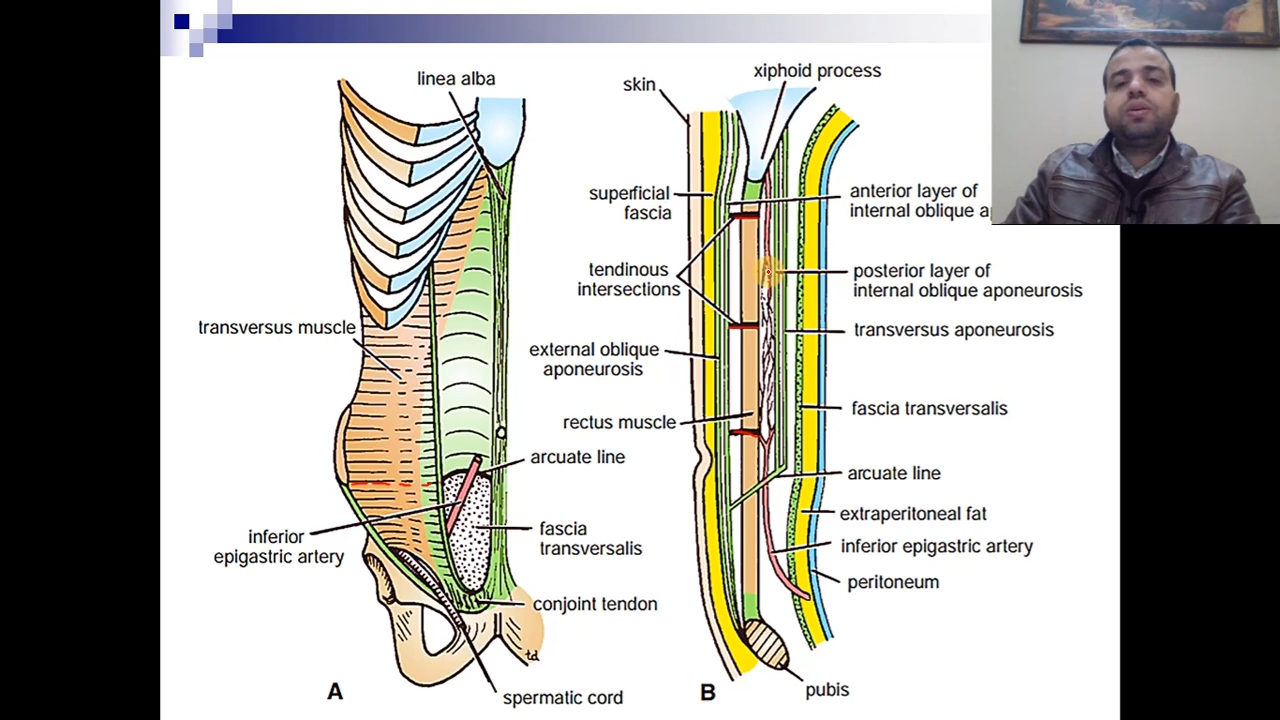 linea alba
transversus muscle
arcuate line
inferior
epigastric artery
fascia
transversalis
conjoint tendon
spermatic cord
A
td
skin
xiphoid process
superficial
fascia
anterior layer of
internal oblique
tendinous
intersections
posterior layer of
internal oblique aponeurosis
transversus aponeurosis
external oblique
aponeurosis
fascia transversalis
rectus muscle
arcuate line
extraperitoneal fat
inferior epigastric artery
peritoneum
B
pubis